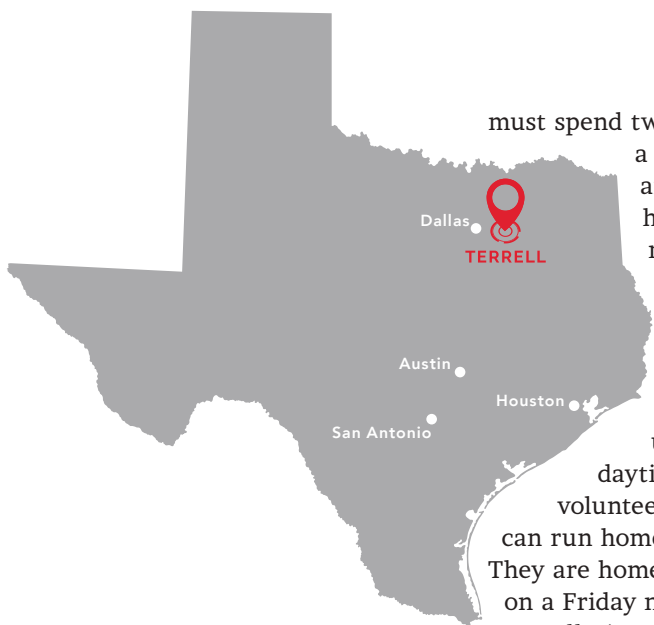 must spend tw
a
a
h
Dallas
TERRELL
Austin
Houston
San Antonio
dayti
voluntee
can run home
They are home
on a Friday